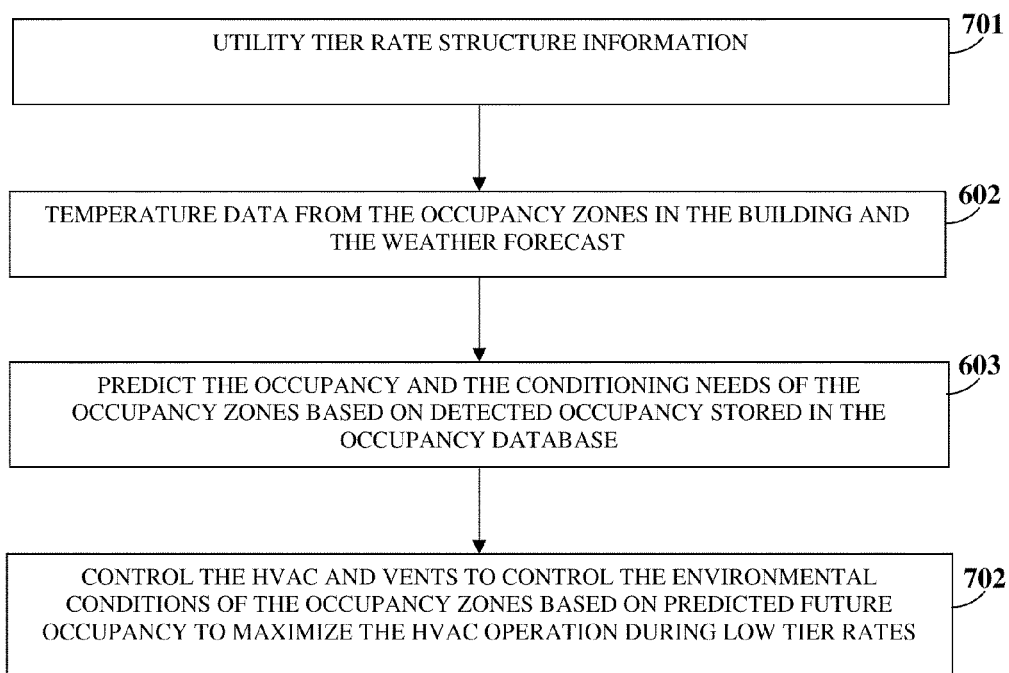 701
UTILITY TIER RATE STRUCTURE INFORMATION
602
TEMPERATURE DATA FROM THE OCCUPANCY ZONES IN THE BUILDING AND
THE WEATHER FORECAST
603
PREDICT THE OCCUPANCY AND THE CONDITIONING NEEDS OF THE
OCCUPANCY ZONES BASED ON DETECTED OCCUPANCY STORED IN THE
OCCUPANCY DATABASE
702
CONTROL THE HVAC AND VENTS TO CONTROL THE ENVIRONMENTAL
CONDITIONS OF THE OCCUPANCY ZONES BASED ON PREDICTED FUTURE
OCCUPANCY TO MAXIMIZE THE HVAC OPERATION DURING LOW TIER RATES